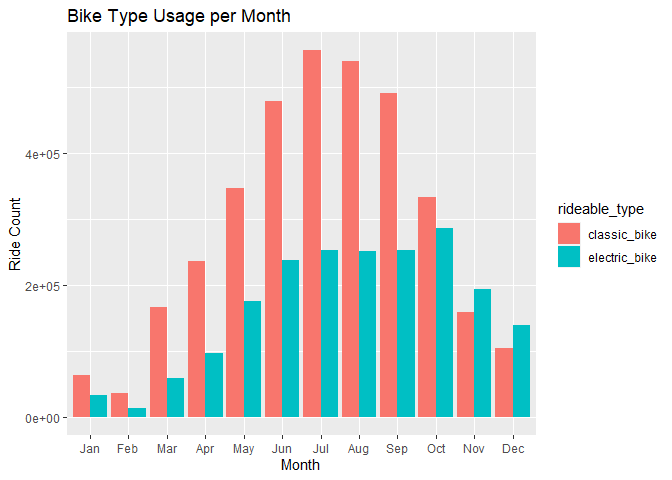 Bike Type Usage per Month
Ride Count
4e+05
2e+05
0e+00
Jan Feb Mar Apr May Jun Jul Aug Sep Oct Nov Dec
Month
rideable_type
classic_bike
electric_bike